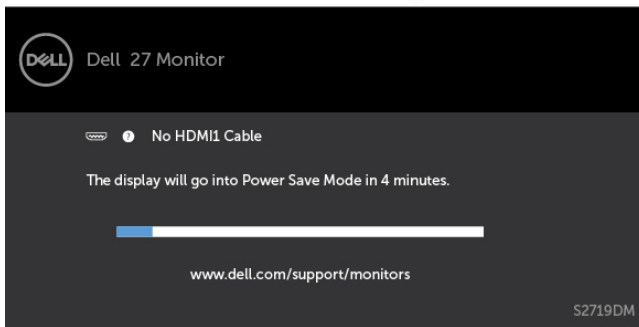 DELL Dell 27 Monitor
? No HDMI1 Cable
The display will go into Power Save Mode in 4 minutes.
www.dell.com/support/monitors
S2719DM